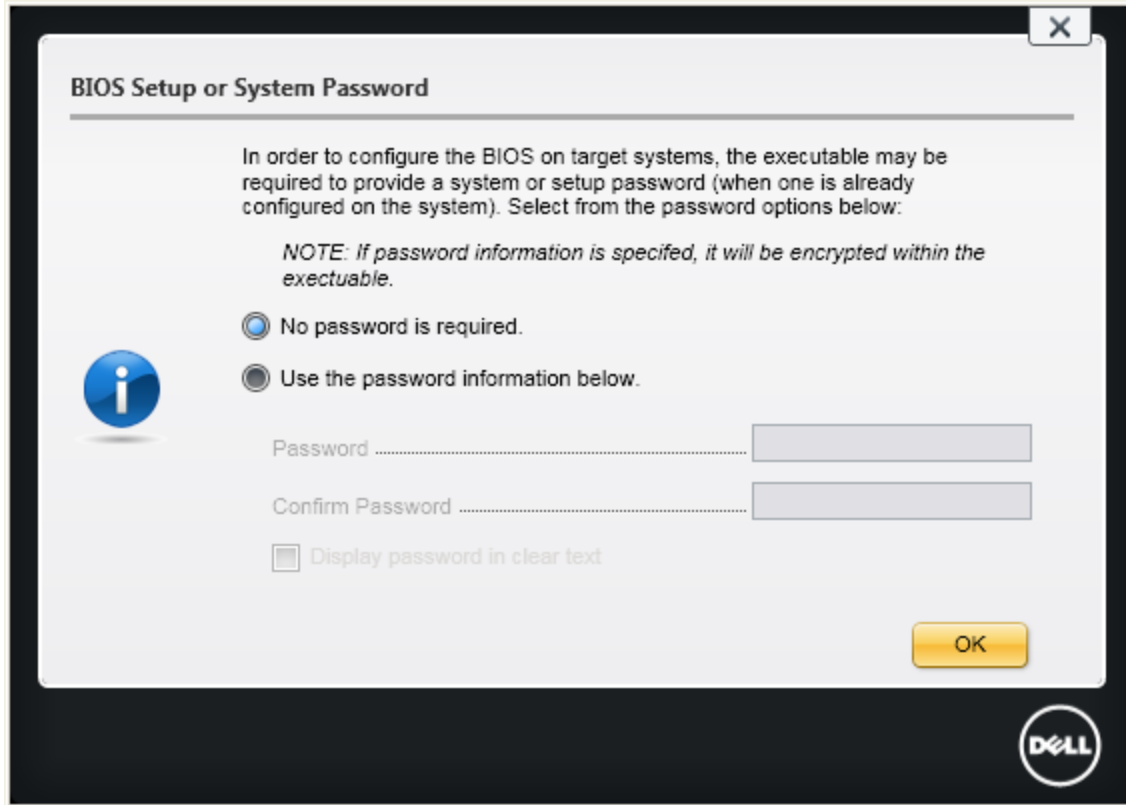 BIOS Setup or System Password
In order to configure the BIOS on target systems, the executable may be
required to provide a system or setup password (when one is already
configured on the system). Select from the password options below:
NOTE: If password information is specifed, it will be encrypted within the
exectuable.
No password is required.
Use the password information below.
Password
Confirm Password
Display password in clear text
OK
DELL